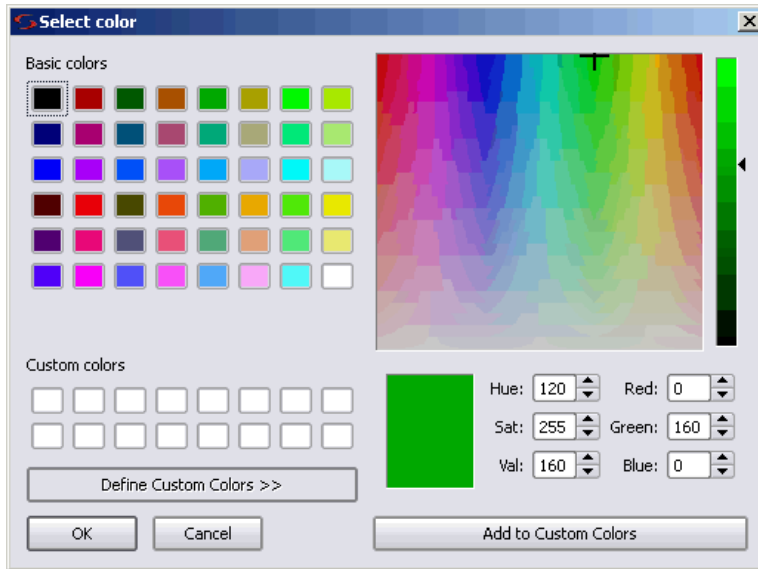 Select color
Basic colors
Custom colors
Define Custom Colors >>
OK
Cancel
Hue: 120
Red: 0
Sat: 255
Green: 160
Val: 160
Blue: 0
Add to Custom Colors